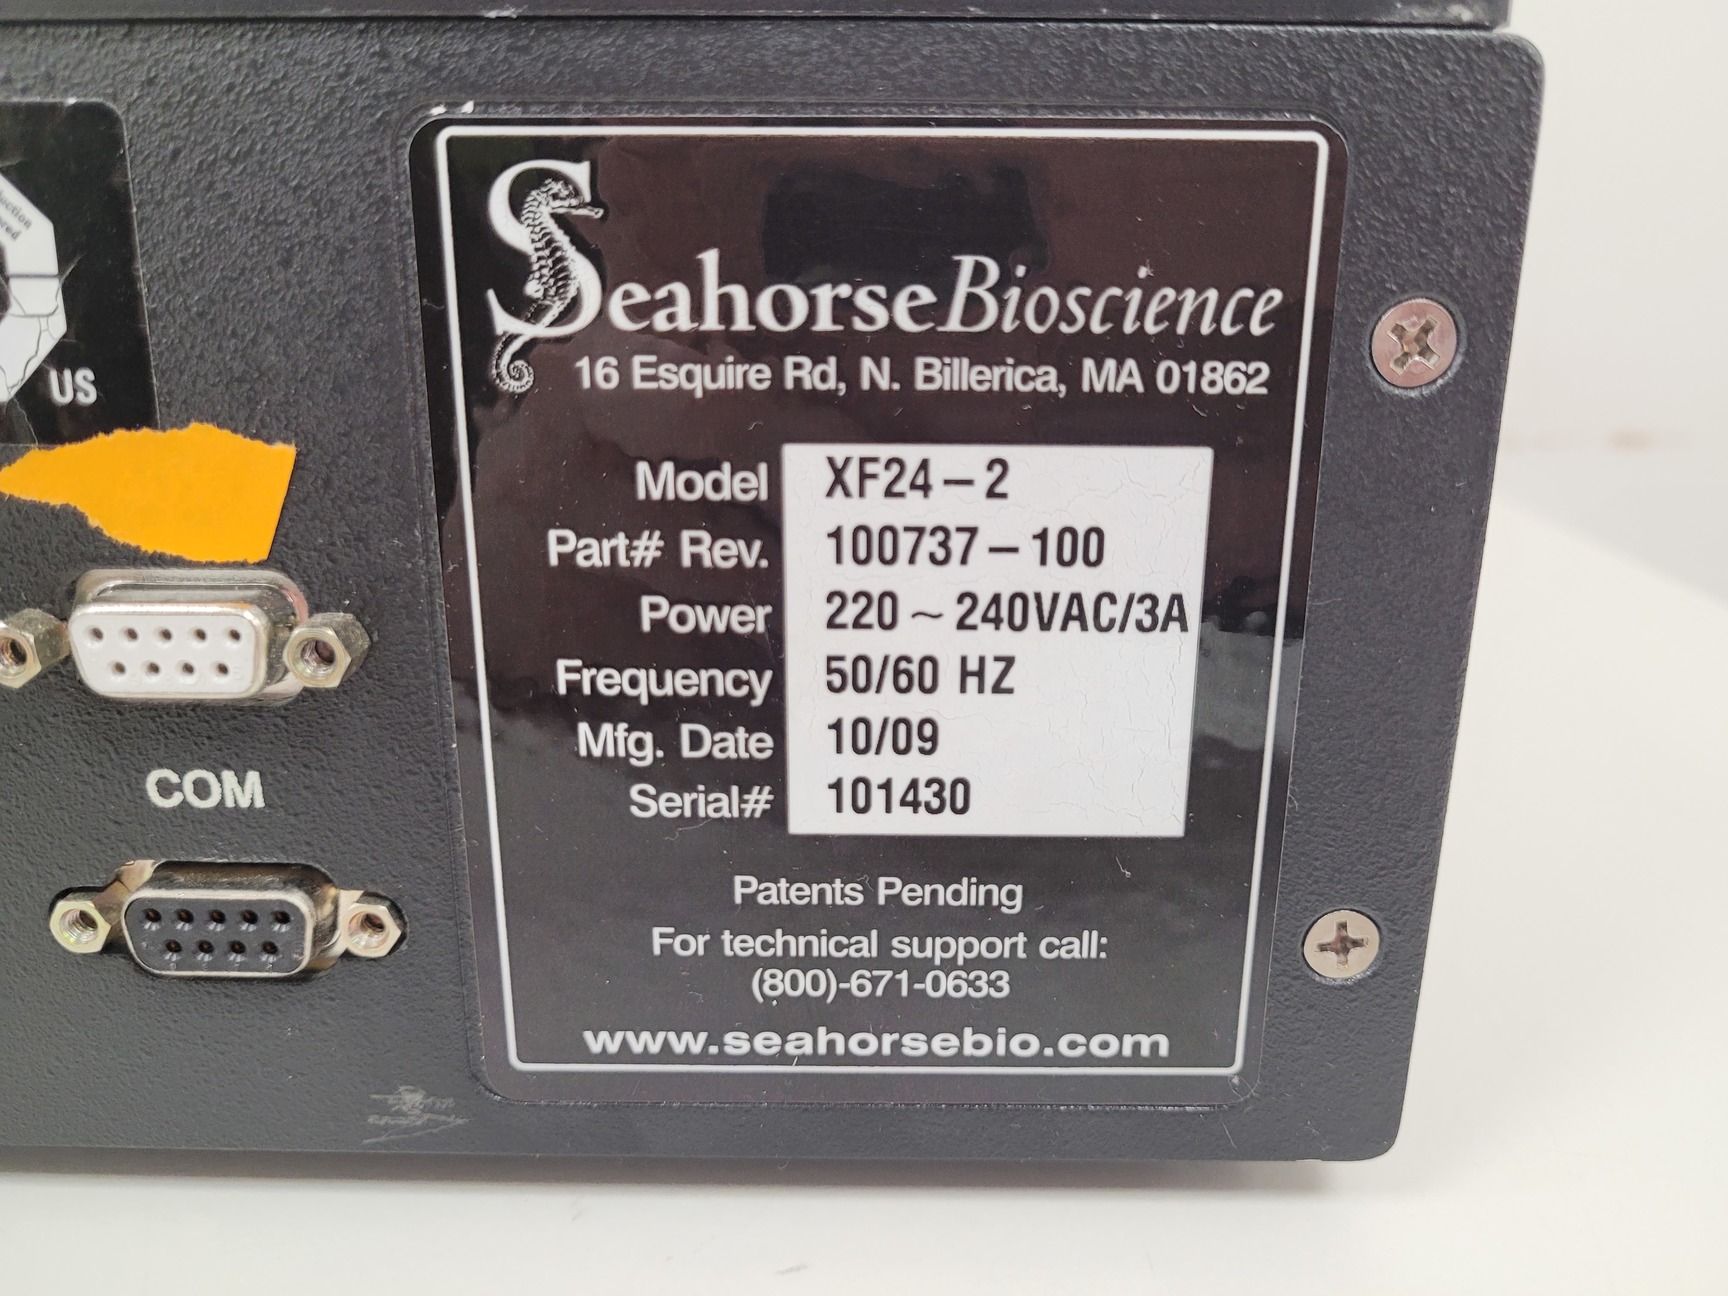 SeahorseBioscience
16 Esquire Rd, N. Billerica, MA 01862
Model XF24-2
Part# Rev. 100737-100
Power 220~240VAC/3A
Frequency 50/60 HZ
Mfg. Date 10/09
Serial# 101430
Patents Pending
For technical support call:
(800)-671-0633
www.seahorsebio.com
US
COM